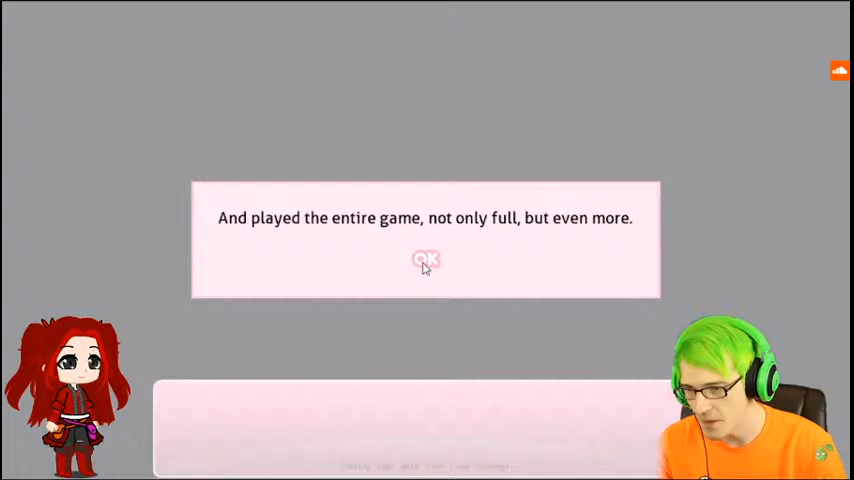 And played the entire game, not only full, but even more.
OK